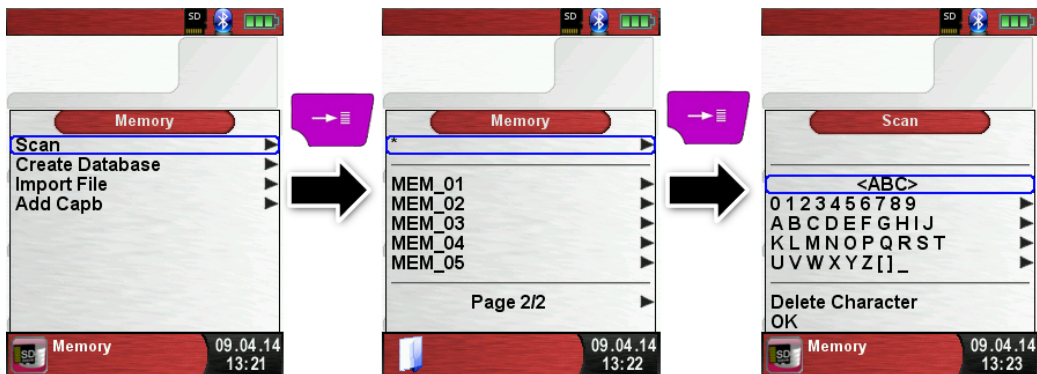 SD
Memory
Scan
Create Database
Import File
Add Capb
SD
Memory
09.04.14
13:21
SD
Memory
*
MEM_01
MEM_02
MEM_03
MEM_04
MEM_05
Page 2/2
09.04.14
13:22
SD
Scan
<ABC>
0 1 2 3 4 5 6 7 8 9
A B C D E F G H I J
K L M N O P Q R S T
U V W X Y Z [ ] _
Delete Character
OK
SD
Memory
09.04.14
13:23